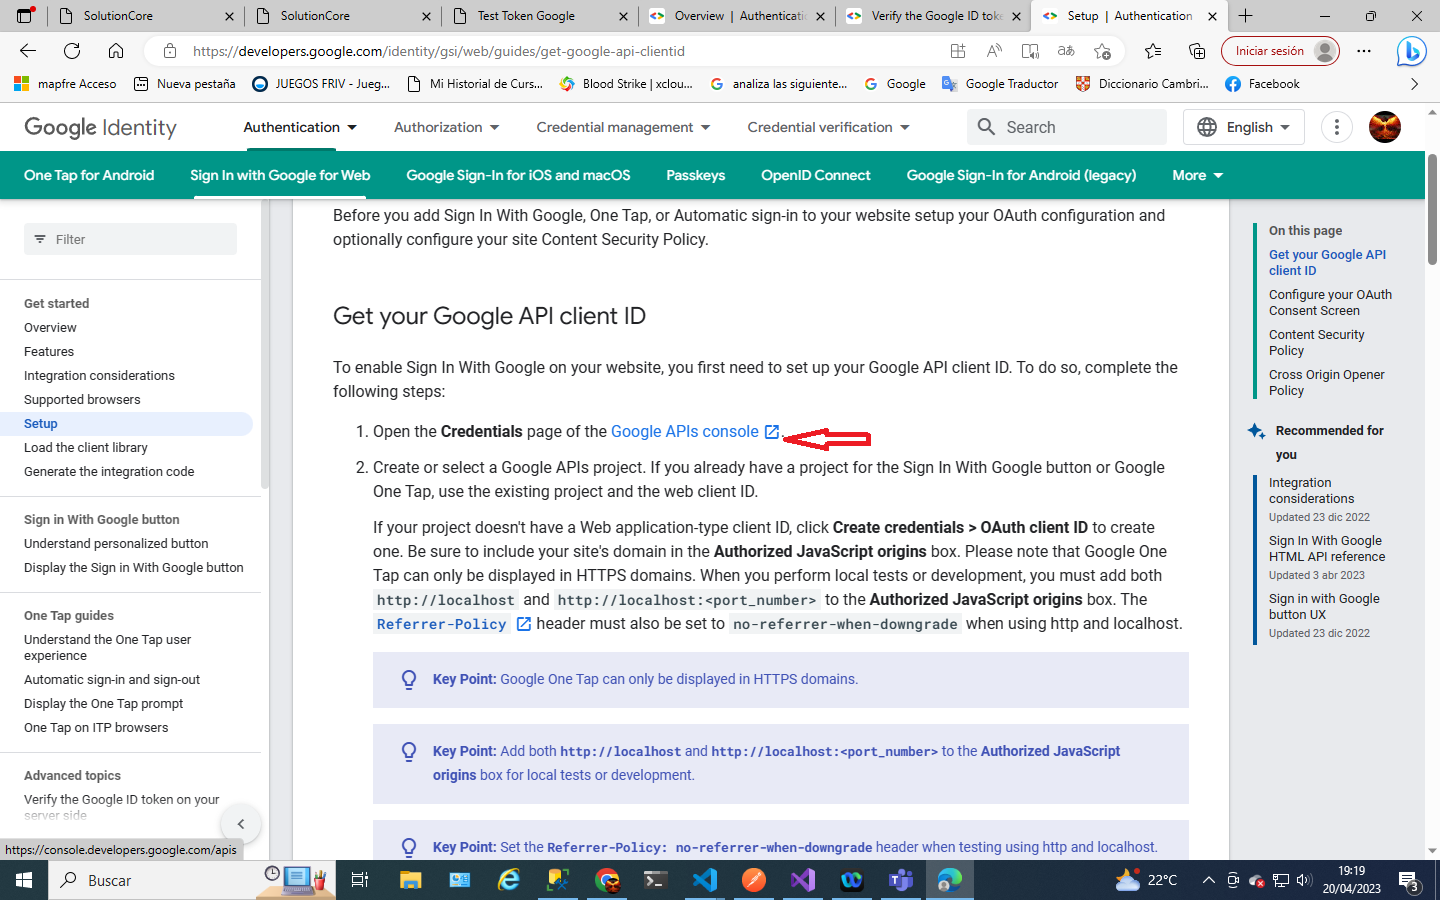 SolutionCore
SolutionCore
Test Token Google
Overview | Authenticati
Verify the Google ID toke
Setup | Authentication
https://developers.google.com/identity/gsi/web/guides/get-google-api-clientid
Iniciar sesión
mapfre Acceso
Nueva pestaña
JUEGOS FRIV - Jueg...
Mi Historial de Curs...
Blood Strike | xclou...
analiza las siguiente...
Google
Google Traductor
Diccionario Cambri...
Facebook
Google Identity
Authentication
Authorization
Credential management
Credential verification
Search
English
One Tap for Android
Sign In with Google for Web
Google Sign-In for iOS and macOS
Passkeys
OpenID Connect
Google Sign-In for Android (legacy)
More
Filter
Get started
Overview
Features
Integration considerations
Supported browsers
Setup
Load the client library
Generate the integration code
Sign in With Google button
Understand personalized button
Display the Sign in With Google button
One Tap guides
Understand the One Tap user
experience
Automatic sign-in and sign-out
Display the One Tap prompt
One Tap on ITP browsers
Advanced topics
Verify the Google ID token on your
server side
https://console.developers.google.com/apis
Before you add Sign In With Google, One Tap, or Automatic sign-in to your website setup your OAuth configuration and
optionally configure your site Content Security Policy.
Get your Google API client ID
To enable Sign In With Google on your website, you first need to set up your Google API client ID. To do so, complete the
following steps:
1. Open the Credentials page of the Google APIs console .
2. Create or select a Google APIs project. If you already have a project for the Sign In With Google button or Google
One Tap, use the existing project and the web client ID.
If your project doesn't have a Web application-type client ID, click Create credentials > OAuth client ID to create
one. Be sure to include your site's domain in the Authorized JavaScript origins box. Please note that Google One
Tap can only be displayed in HTTPS domains. When you perform local tests or development, you must add both
http://localhost and http://localhost:<port_number> to the Authorized JavaScript origins box. The
Referrer-Policy header must also be set to no-referrer-when-downgrade when using http and localhost.
Key Point: Google One Tap can only be displayed in HTTPS domains.
Key Point: Add both http://localhost and http://localhost:<port_number> to the Authorized JavaScript
origins box for local tests or development.
Key Point: Set the Referrer-Policy: no-referrer-when-downgrade header when testing using http and localhost.
On this page
Get your Google API
client ID
Configure your OAuth
Consent Screen
Content Security
Policy
Cross Origin Opener
Policy
Recommended for
you
Integration
considerations
Updated 23 dic 2022
Sign In With Google
HTML API reference
Updated 3 abr 2023
Sign in with Google
button UX
Updated 23 dic 2022
Buscar
22°C
19:19
20/04/2023
3